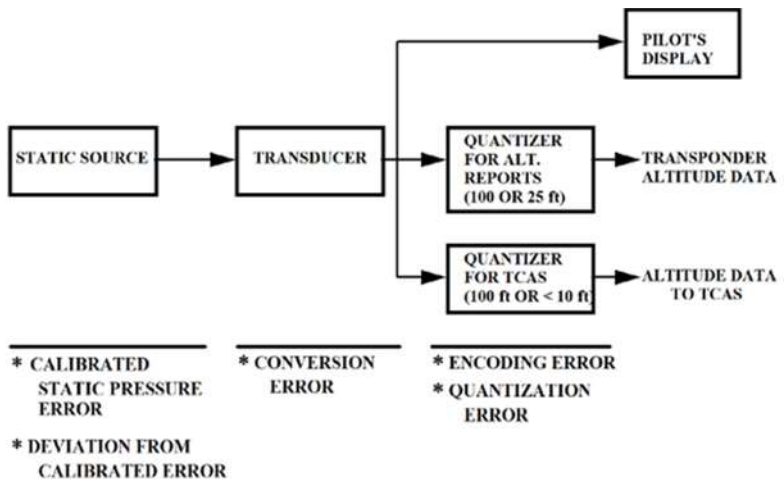 PILOT'S
DISPLAY
STATIC SOURCE
TRANSDUCER
QUANTIZER
FOR ALT.
REPORTS
(100 OR 25 ft)
TRANSPONDER
ALTITUDE DATA
QUANTIZER
FOR TCAS
(100 ft OR < 10 ft)
ALTITUDE DATA
TO TCAS
* CALIBRATED
STATIC PRESSURE
ERROR
* DEVIATION FROM
CALIBRATED ERROR
* CONVERSION
ERROR
* ENCODING ERROR
* QUANTIZATION
ERROR